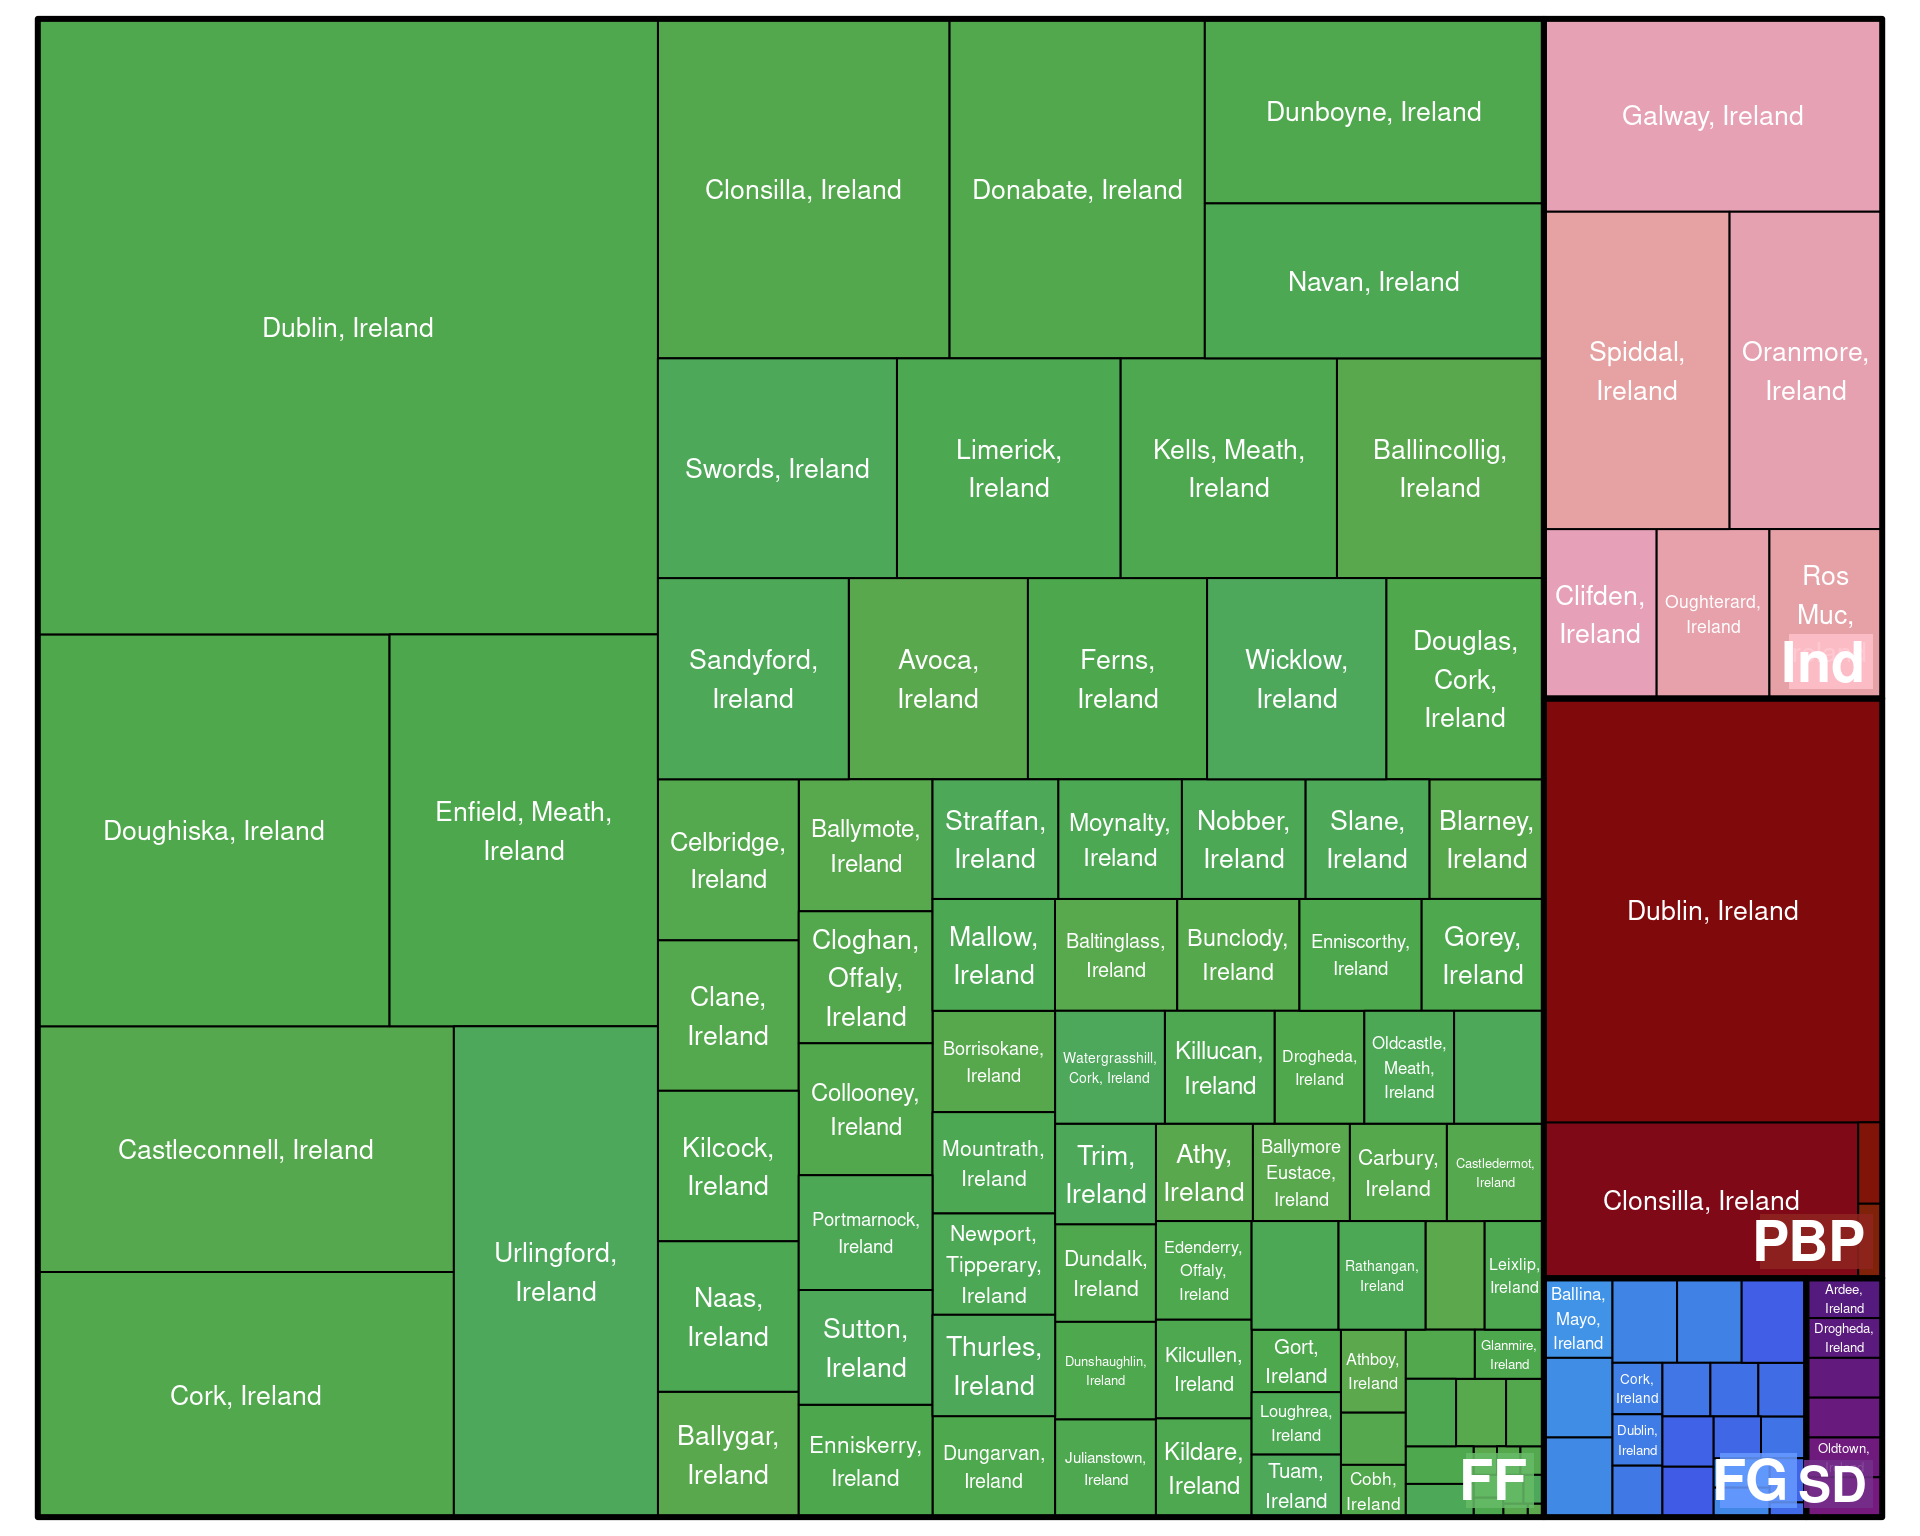 Dublin, Ireland
Doughiska, Ireland
Enfield, Meath,
Ireland
Castleconnell, Ireland
Cork, Ireland
Urlingford,
Ireland
Clonsilla, Ireland
Donabate, Ireland
Dunboyne, Ireland
Navan, Ireland
Swords, Ireland
Limerick,
Ireland
Kells, Meath,
Ireland
Ballincollig,
Ireland
Sandyford,
Ireland
Avoca,
Ireland
Ferns,
Ireland
Wicklow,
Ireland
Douglas,
Cork,
Ireland
Celbridge,
Ireland
Clane,
Ireland
Kilcock,
Ireland
Naas,
Ireland
Ballygar,
Ireland
Ballymote,
Ireland
Cloghan,
Offaly,
Ireland
Collooney,
Ireland
Portmarnock,
Ireland
Sutton,
Ireland
Enniskerry,
Ireland
Straffan,
Ireland
Moynalty,
Ireland
Nobber,
Ireland
Slane,
Ireland
Blarney,
Ireland
Mallow,
Ireland
Baltinglass,
Ireland
Bunclody,
Ireland
Enniscorthy,
Ireland
Gorey,
Ireland
Borrisokane,
Ireland
Mountrath,
Ireland
Newport,
Tipperary,
Ireland
Thurles,
Ireland
Dungarvan,
Ireland
Watergrasshill,
Cork, Ireland
Killucan,
Ireland
Drogheda,
Ireland
Oldcastle,
Meath,
Ireland
Trim,
Ireland
Athy,
Ireland
Ballymore
Eustace,
Ireland
Carbury,
Ireland
Castledermot,
Ireland
Dundalk,
Ireland
Dunshaughlin,
Ireland
Julianstown,
Ireland
Edenderry,
Offaly,
Ireland
Kilcullen,
Ireland
Kildare,
Ireland
Rathangan,
Ireland
Leixlip,
Ireland
Gort,
Ireland
Loughrea,
Ireland
Tuam,
Ireland
Athboy,
Ireland
Cobh,
Ireland
Glanmire,
Ireland
FF
Galway, Ireland
Spiddal,
Ireland
Oranmore,
Ireland
Clifden,
Ireland
Oughterard,
Ireland
Ros
Muc,
Ind
Dublin, Ireland
Clonsilla, Ireland
PBP
Ballina,
Mayo,
Ireland
Cork,
Ireland
Dublin,
Ireland
FG
Ardee,
Ireland
Drogheda,
Ireland
Oldtown,
SD